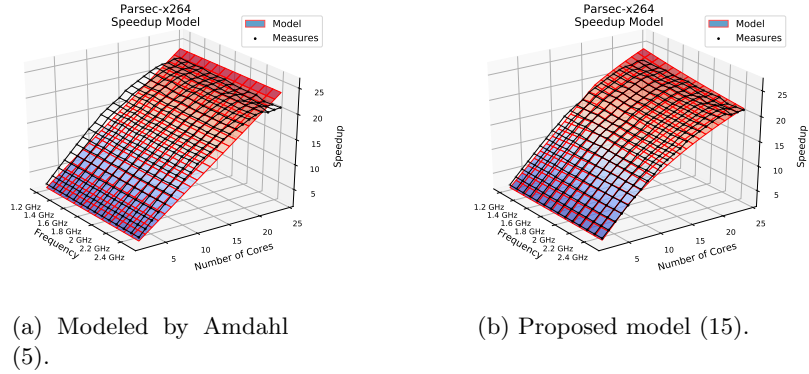 Parsec-x264
Speedup Model
Model
Measures
25
20
15
10
5
Speedup
1.2 GHz
1.4 GHz
1.6 GHz
1.8 GHz
2 GHz
2.2 GHz
2.4 GHz
Frequency
5
10
15
20
25
Number of Cores
(a) Modeled by Amdahl
(5).
Parsec-x264
Speedup Model
Model
Measures
25
20
15
10
5
Speedup
1.2 GHz
1.4 GHz
1.6 GHz
1.8 GHz
2 GHz
2.2 GHz
2.4 GHz
Frequency
5
10
15
20
25
Number of Cores
(b) Proposed model (15).